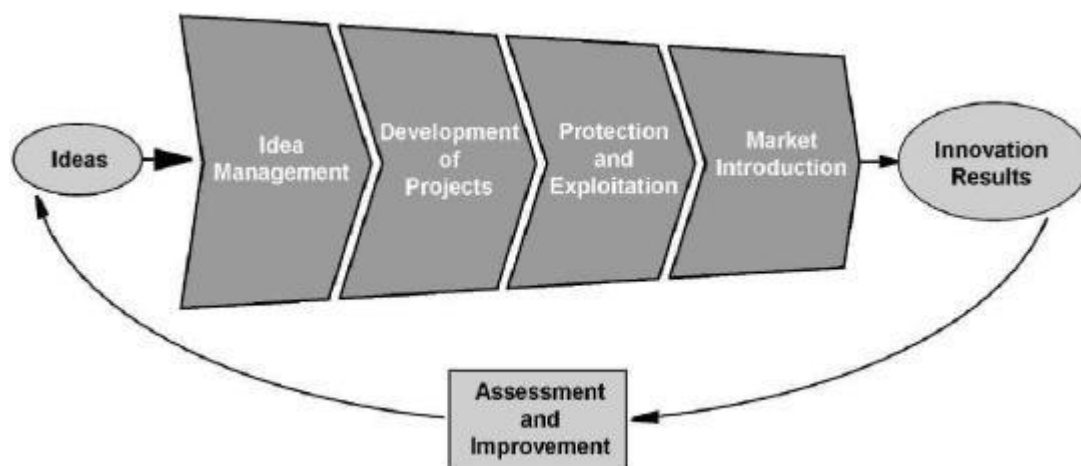 Ideas
Idea
Management
Development
of
Projects
Protection
and
Exploitation
Market
Introduction
Innovation
Results
Assessment
and
Improvement